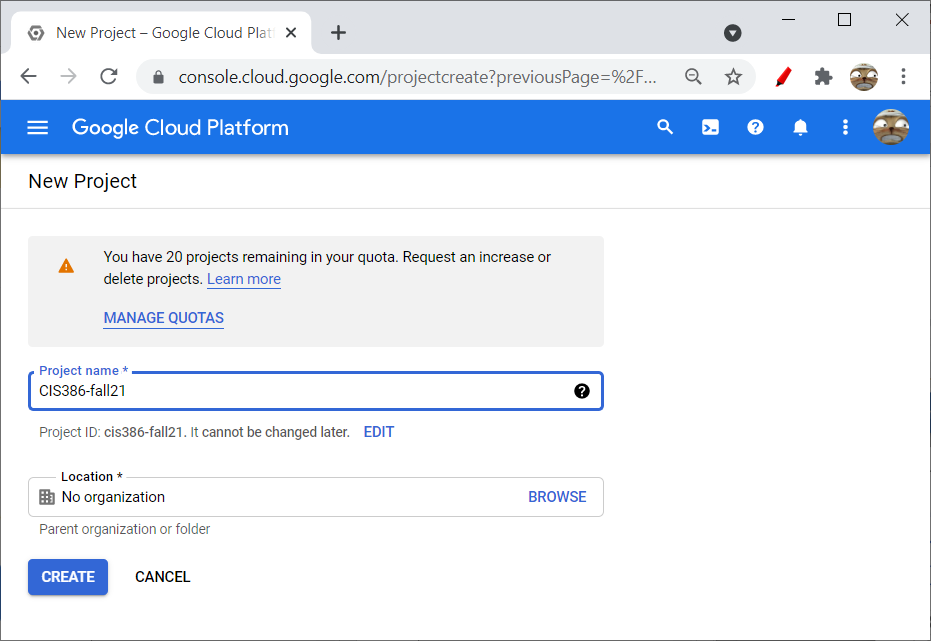 New Project – Google Cloud Plat
console.cloud.google.com/projectcreate?previousPage=%2F...
Google Cloud Platform
New Project
You have 20 projects remaining in your quota. Request an increase or
delete projects. Learn more
MANAGE QUOTAS
Project name *
CIS386-fall21
Project ID: cis386-fall21. It cannot be changed later. EDIT
Location *
No organization BROWSE
Parent organization or folder
CREATE CANCEL